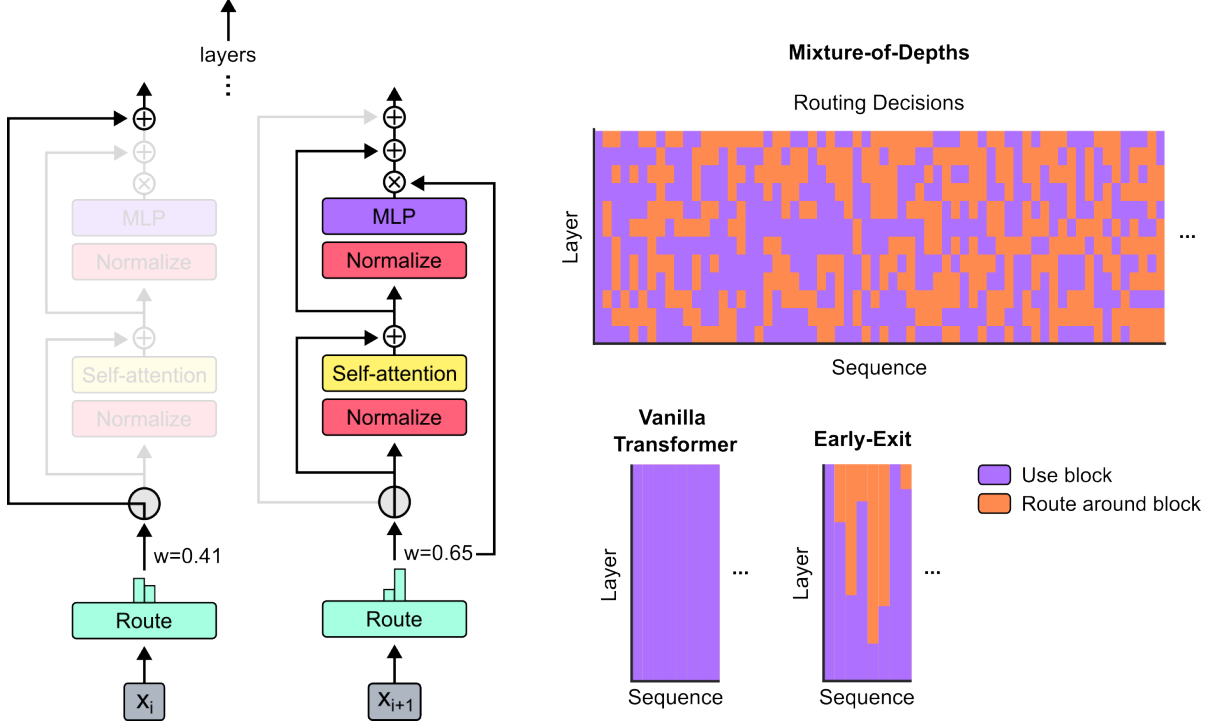 layers
...
MLP
Normalize
Self-attention
Normalize
w=0.41
Route
xᵢ
MLP
Normalize
Self-attention
Normalize
w=0.65
Route
xᵢ₊₁
Mixture-of-Depths
Routing Decisions
Layer
...
Sequence
Vanilla
Transformer
Layer
...
Sequence
Early-Exit
Layer
...
Sequence
Use block
Route around block